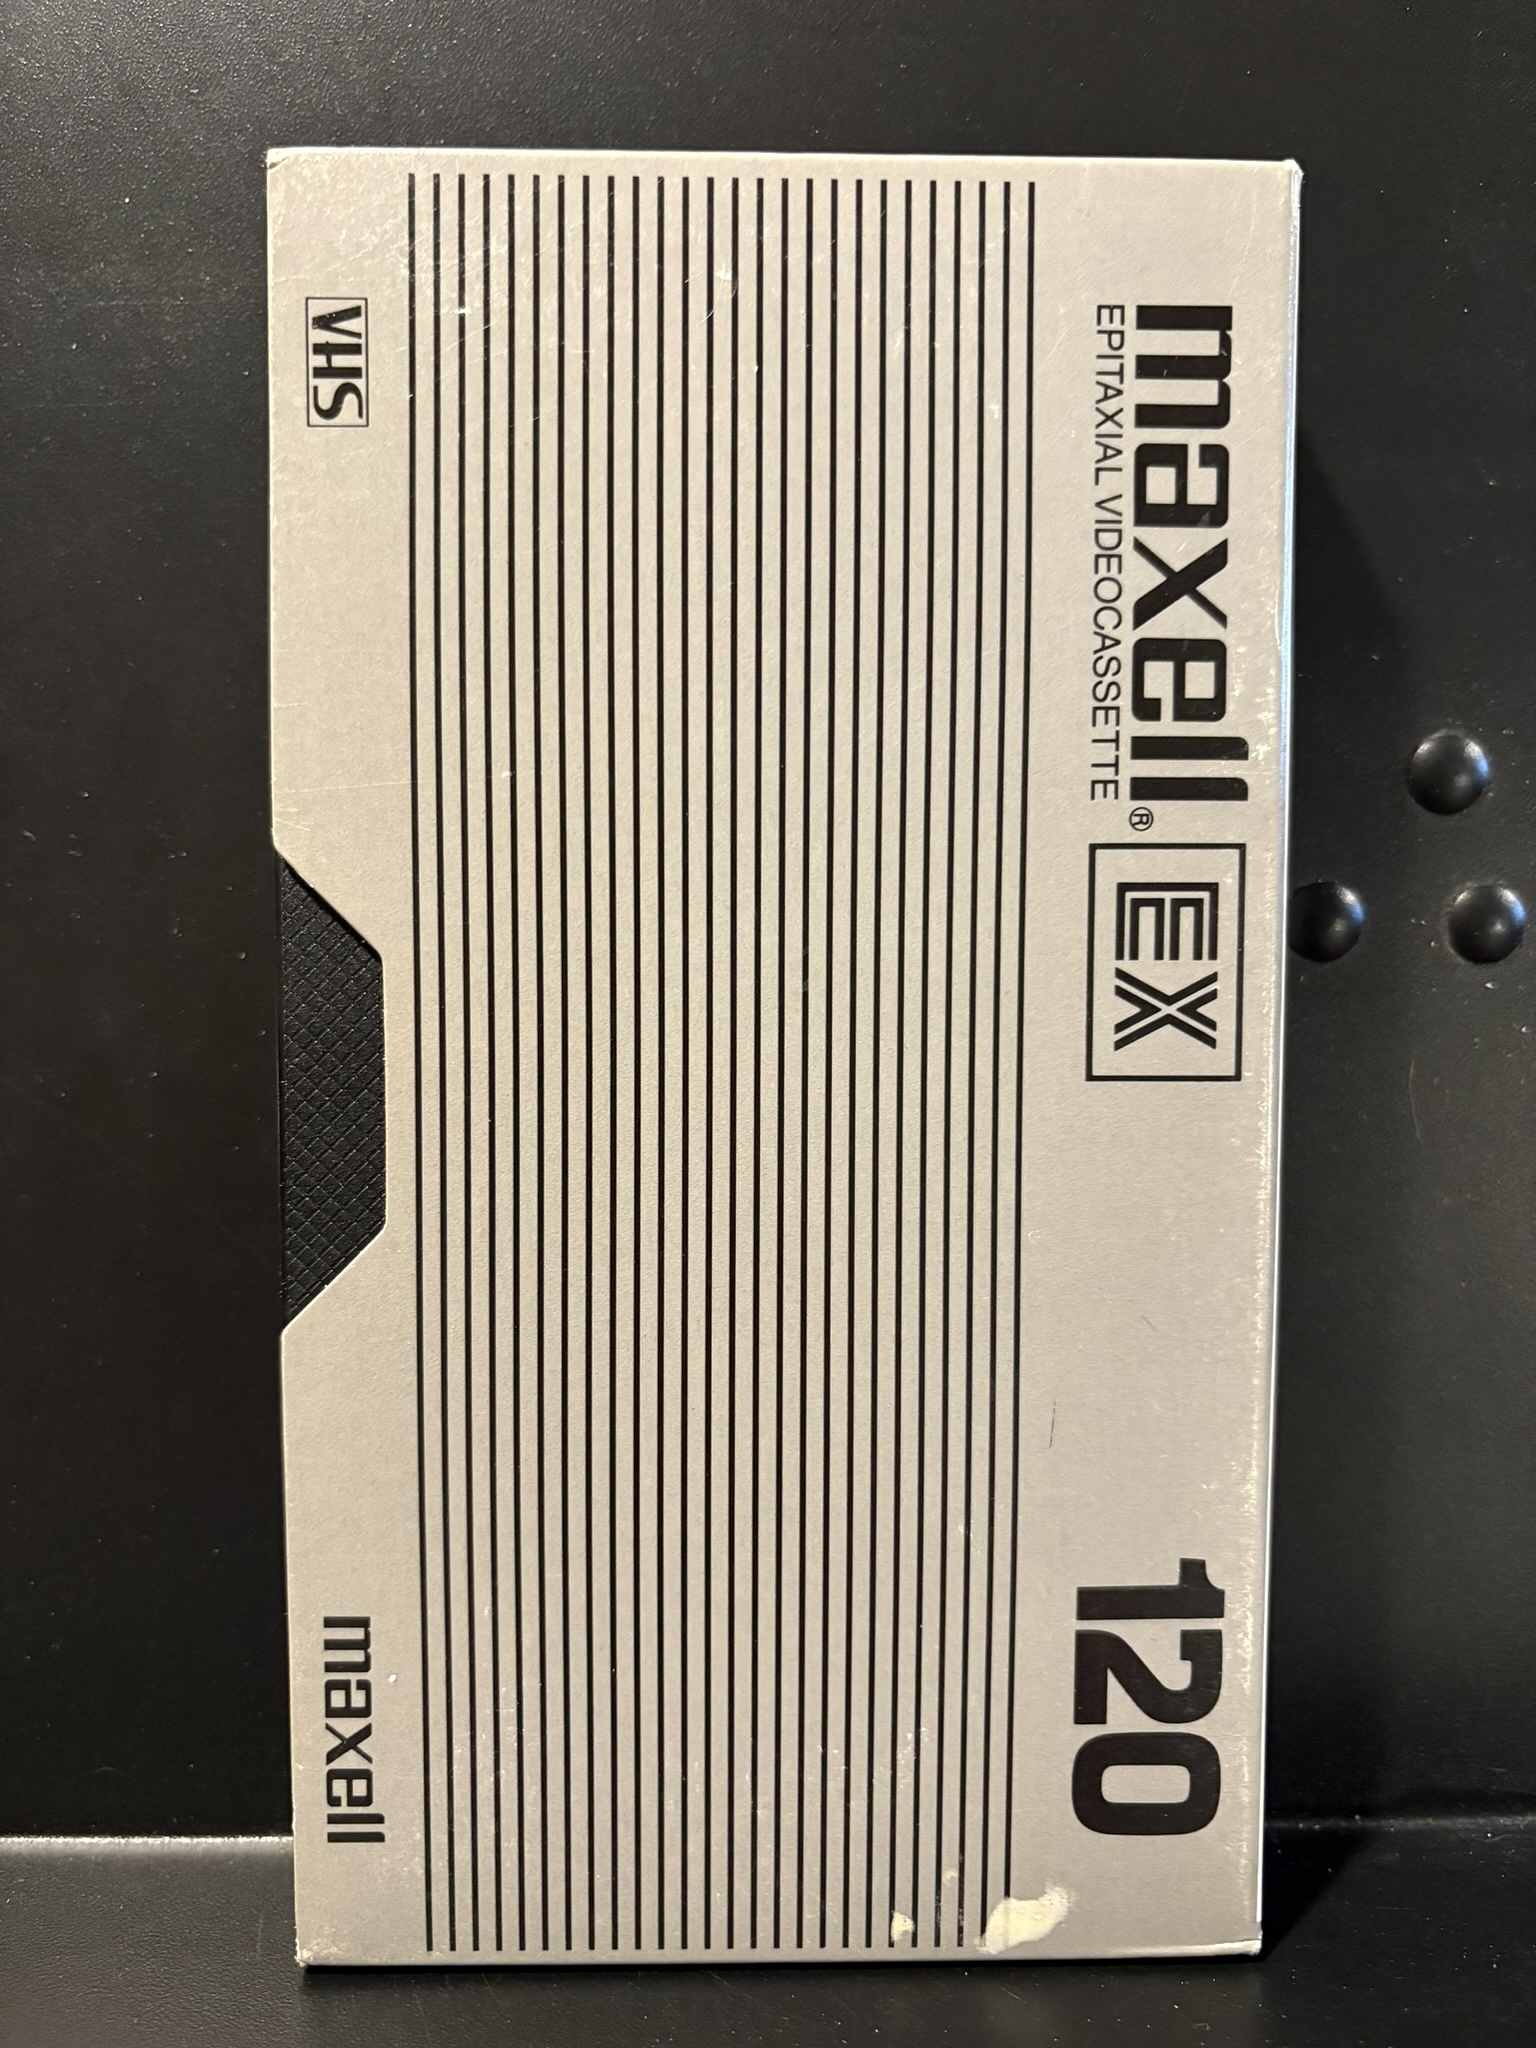 maxell® EX 120
EPITAXIAL VIDEOCASSETTE
VHS maxell